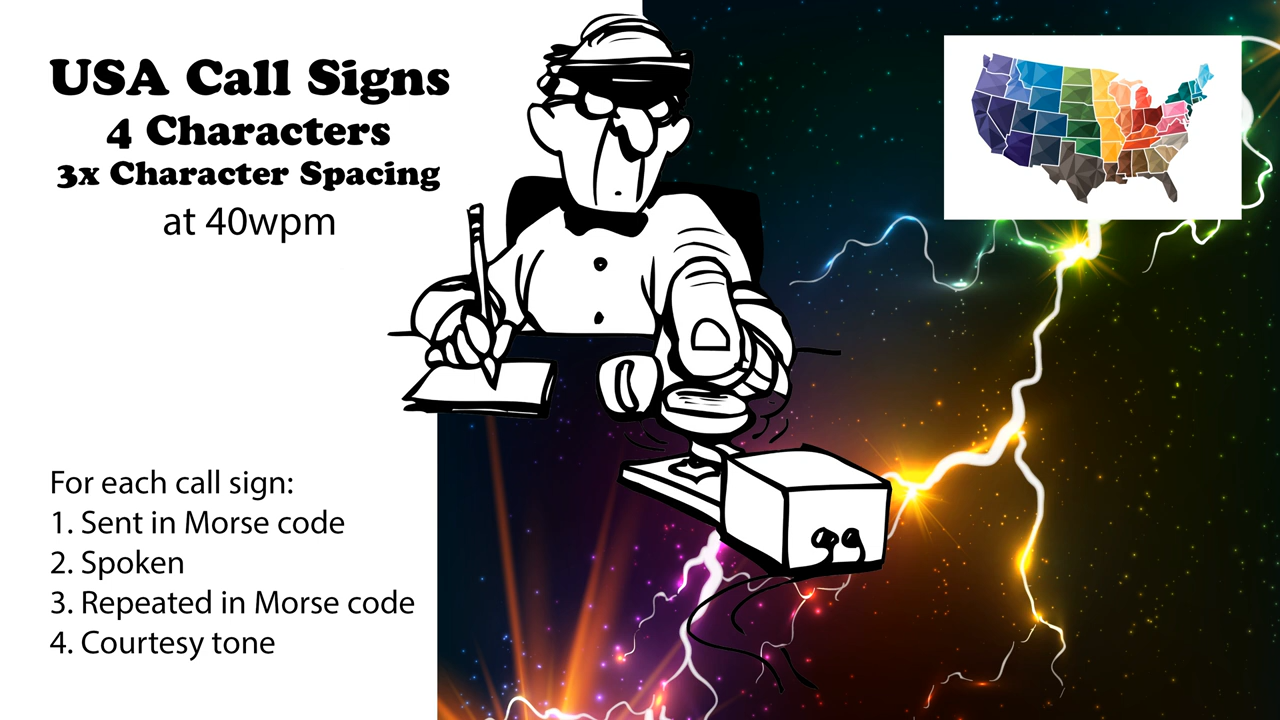 USA Call Signs
4 Characters
3x Character Spacing
at 40wpm
For each call sign:
1. Sent in Morse code
2. Spoken
3. Repeated in Morse code
4. Courtesy tone